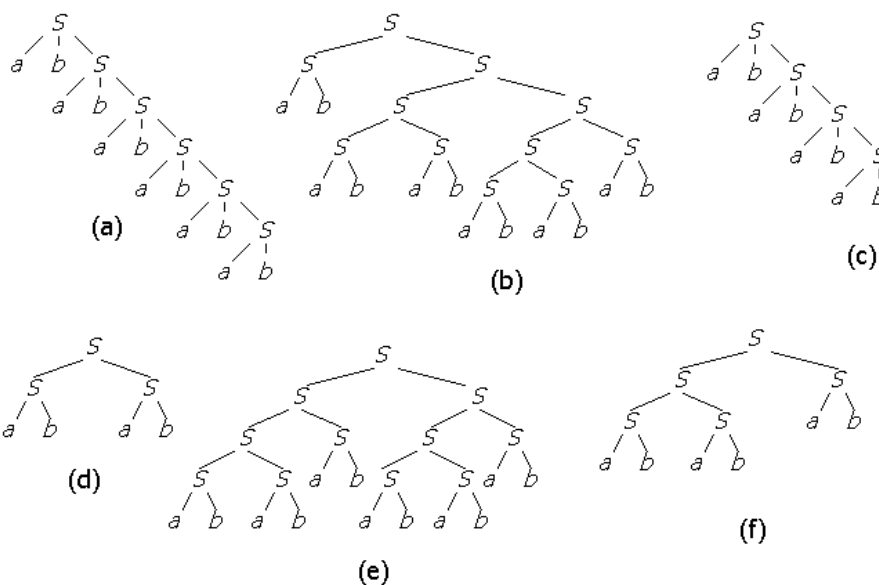 S
a b S
a b S
a b S
a b S
a b S
a b
(a)
S
S S
a b S S
S S S S
a b a b S S a b
a b a b
(b)
S
a b S
a b S
a b S
a b
(c)
S
S S
a b a b
(d)
S
S S
S S S S
S S a b S S a b
a b a b a b a b
(e)
S
S S
S S a b
a b a b
(f)